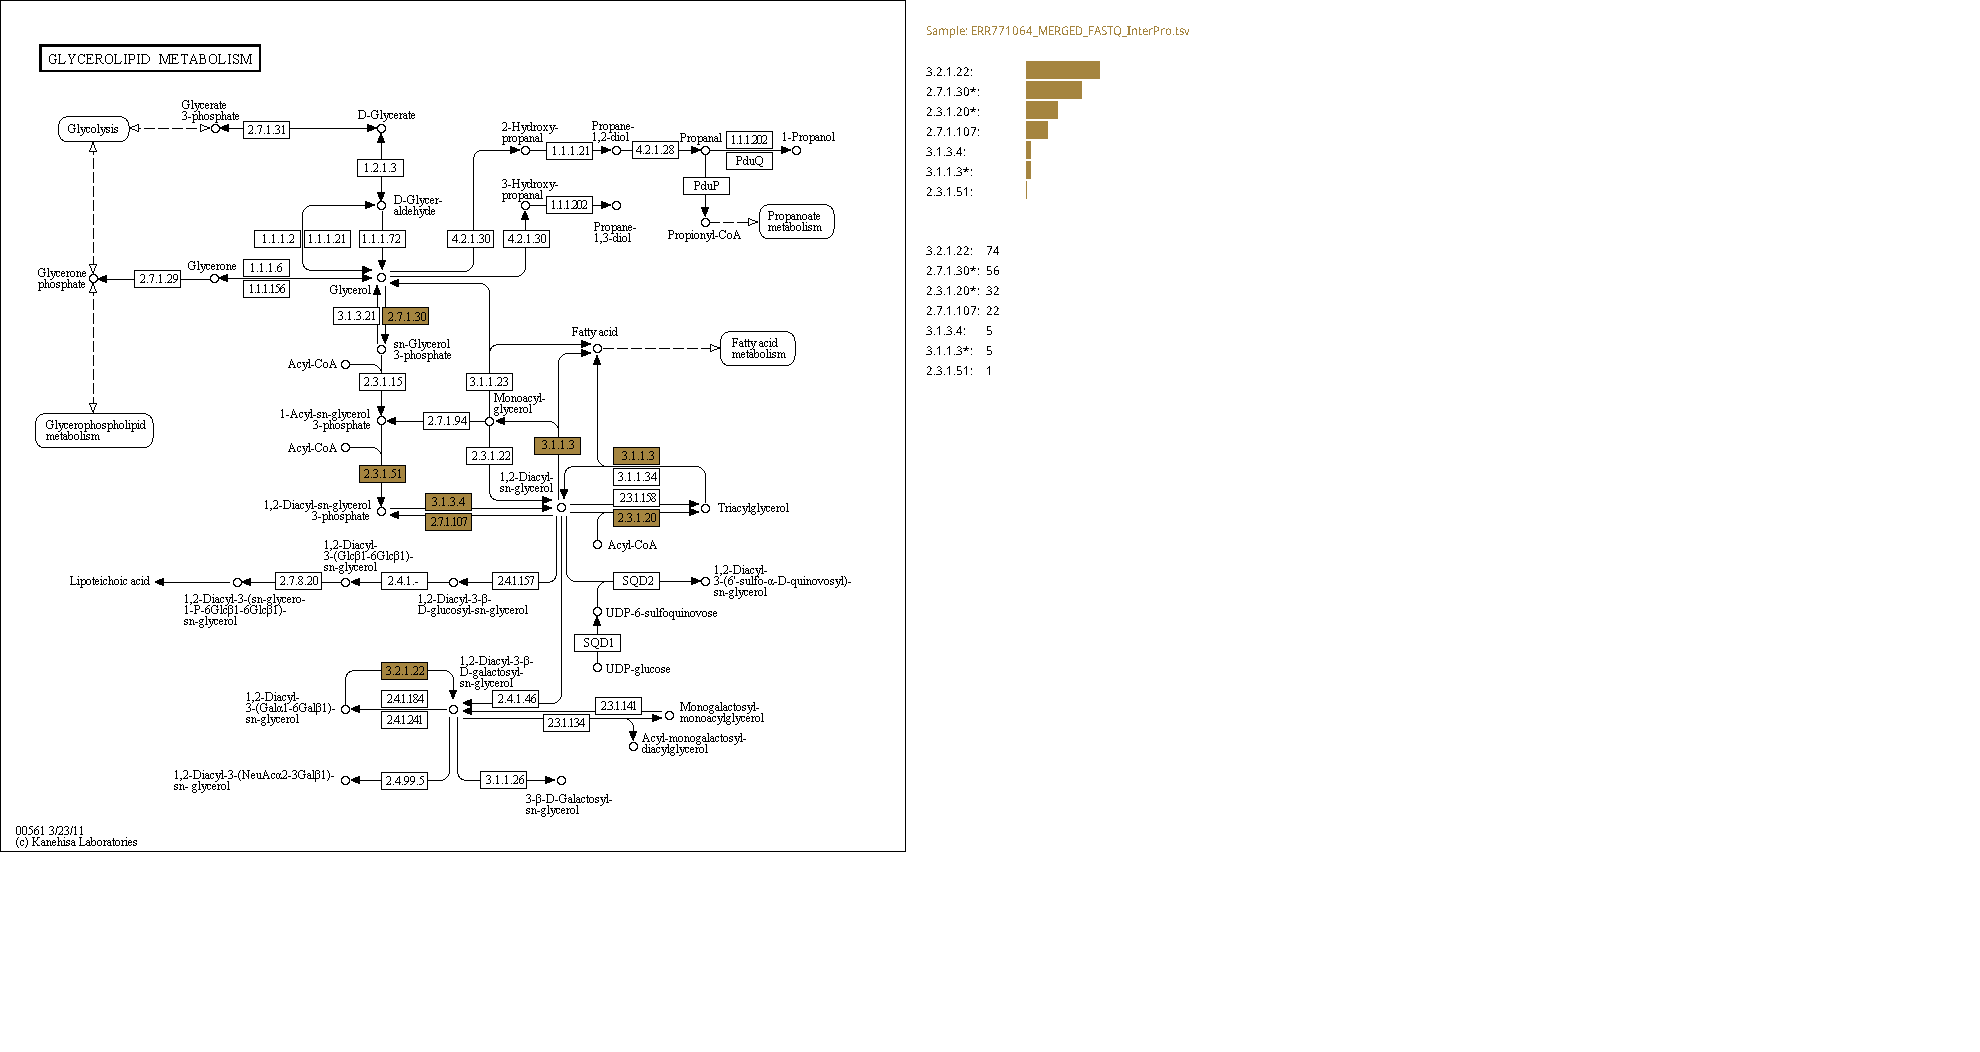 Sample: ERR771064_MERGED_FASTQ_InterPro.tsv
GLYCEROLIPID METABOLISM
3.2.1.22:
2.7.1.30*:
2.3.1.20*:
2.7.1.107:
3.1.3.4:
3.1.1.3*:
2.3.1.51:
3.2.1.22: 74
2.7.1.30*: 56
2.3.1.20*: 32
2.7.1.107: 22
3.1.3.4: 5
3.1.1.3*: 5
2.3.1.51: 1
Glycolysis
Glycerate
3-phosphate
2.7.1.31
D-Glycerate
1.2.1.3
D-Glycer-
aldehyde
1.1.1.2
1.1.1.21
1.1.1.72
4.2.1.30
4.2.1.30
2-Hydroxy-
propanal
1.1.1.21
Propane-
1,2-diol
4.2.1.28
Propanal
1.1.1.202
PduQ
1-Propanol
PduP
3-Hydroxy-
propanal
1.1.1.202
Propane-
1,3-diol
Propionyl-CoA
Propanoate
metabolism
Glycerone
phosphate
2.7.1.29
Glycerone
1.1.1.6
1.1.1.156
Glycerol
3.1.3.21
2.7.1.30
sn-Glycerol
3-phosphate
Acyl-CoA
2.3.1.15
3.1.1.23
Fatty acid
Fatty acid
metabolism
Monoacyl-
glycerol
1-Acyl-sn-glycerol
3-phosphate
2.7.1.94
Glycerophospholipid
metabolism
Acyl-CoA
2.3.1.51
2.3.1.22
3.1.1.3
3.1.1.3
3.1.1.34
2.3.1.158
2.3.1.20
1,2-Diacyl-
sn-glycerol
1,2-Diacyl-sn-glycerol
3-phosphate
3.1.3.4
2.7.1.107
Triacylglycerol
Acyl-CoA
1,2-Diacyl-
3-(Glcβ1-6Glcβ1)-
sn-glycerol
Lipoteichoic acid
2.7.8.20
2.4.1.-
2.4.1.157
SQD2
1,2-Diacyl-
3-(6'-sulfo-α-D-quinovosyl)-
sn-glycerol
1,2-Diacyl-3-(sn-glycero-
1-P-6Glcβ1-6Glcβ1)-
sn-glycerol
1,2-Diacyl-3-β-
D-glucosyl-sn-glycerol
UDP-6-sulfoquinovose
SQD1
UDP-glucose
3.2.1.22
1,2-Diacyl-3-β-
D-galactosyl-
sn-glycerol
1,2-Diacyl-
3-(Galα1-6Galβ1)-
sn-glycerol
2.4.1.184
2.4.1.241
2.4.1.46
2.3.1.141
2.3.1.134
Monogalactosyl-
monoacylglycerol
Acyl-monogalactosyl-
diacylglycerol
1,2-Diacyl-3-(NeuAcα2-3Galβ1)-
sn- glycerol
2.4.99.5
3.1.1.26
3-β-D-Galactosyl-
sn-glycerol
00561 3/23/11
(c) Kanehisa Laboratories